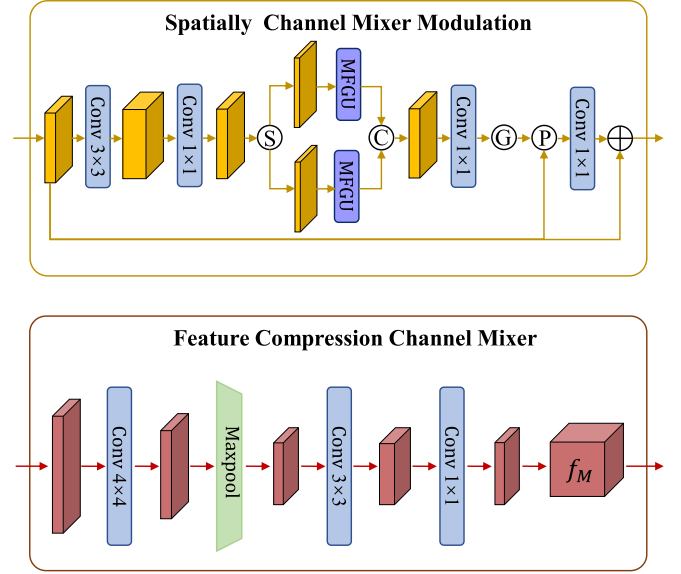 Spatially Channel Mixer Modulation
Conv 3×3
Conv 1×1
S
MFGU
MFGU
C
Conv 1×1
G
P
Conv 1×1
Feature Compression Channel Mixer
Conv 4×4
Maxpool
Conv 3×3
Conv 1×1
f_M